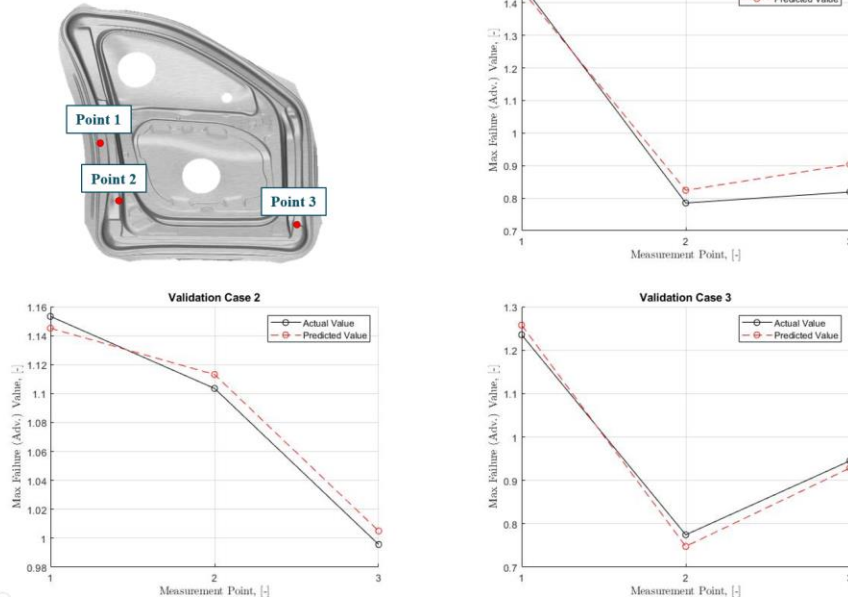 Point 1
Point 2
Point 3
1.4
1.3
1.2
1.1
1
0.9
0.8
0.7
Max Failure (Adv.) Value, [-]
Predicted Value
1
2
3
Measurement Point, [-]
Validation Case 2
1.16
1.14
1.12
1.1
1.08
1.06
1.04
1.02
1
0.98
Max Failure (Adv.) Value, [-]
Actual Value
Predicted Value
1
2
3
Measurement Point, [-]
Validation Case 3
1.3
1.2
1.1
1
0.9
0.8
0.7
Max Failure (Adv.) Value, [-]
Actual Value
Predicted Value
1
2
3
Measurement Point, [-]